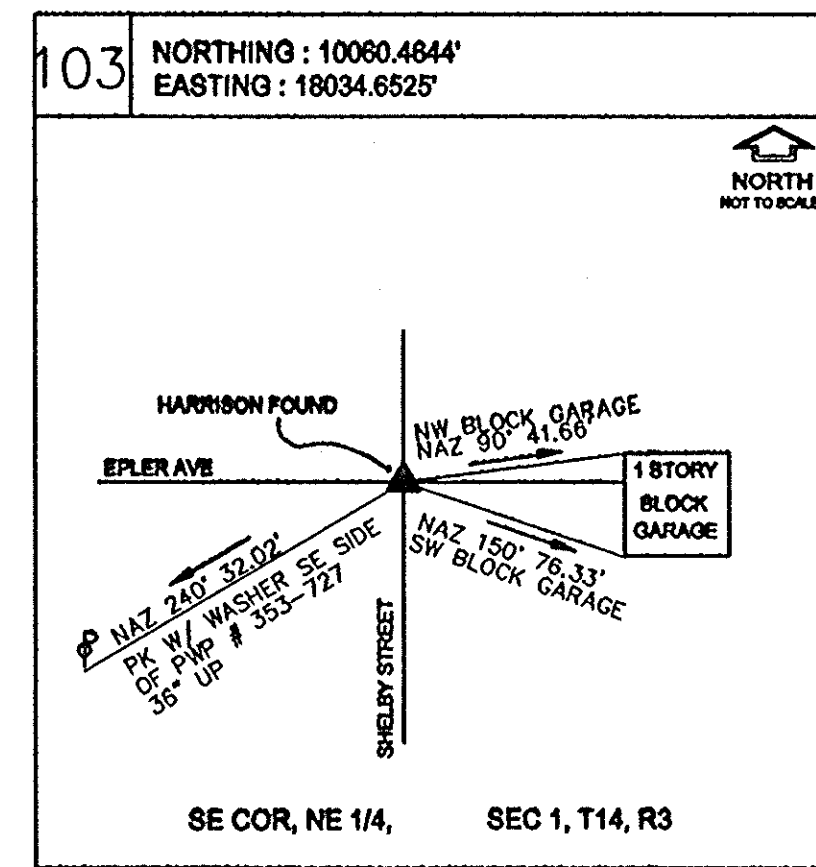 103
NORTHING : 10060.4644'
EASTING : 18034.6525'
NORTH
NOT TO SCALE
HARRISON FOUND
NW BLOCK GARAGE
NAZ 90° 41.66'
EPLER AVE
1 STORY
BLOCK
GARAGE
NAZ 150° 76.33'
SW BLOCK GARAGE
NAZ 240° 32.02'
PK W/ WASHER SE SIDE
OF PWP # 353-727
36" UP
SHELBY STREET
SE COR, NE 1/4, SEC 1, T14, R3